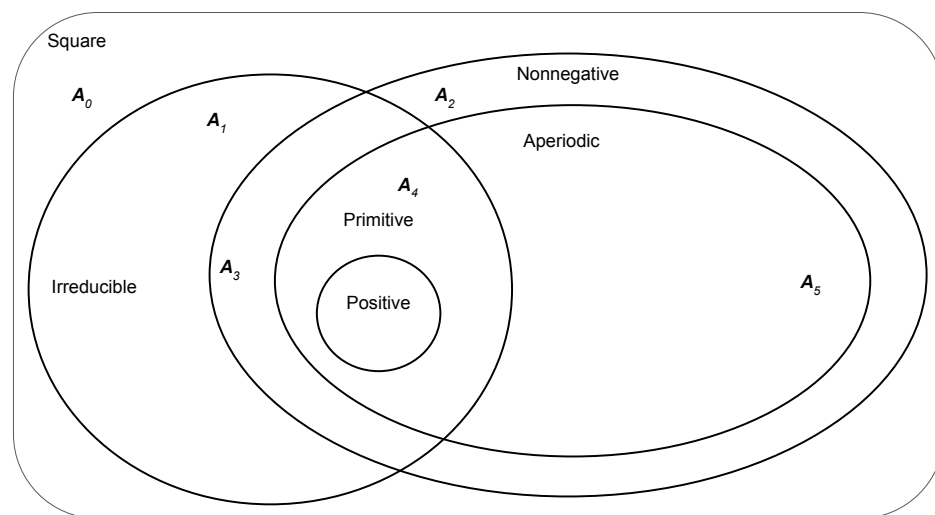 Square
Nonnegative
A0
A2
A1
Aperiodic
A4
Primitive
A3
A5
Irreducible
Positive